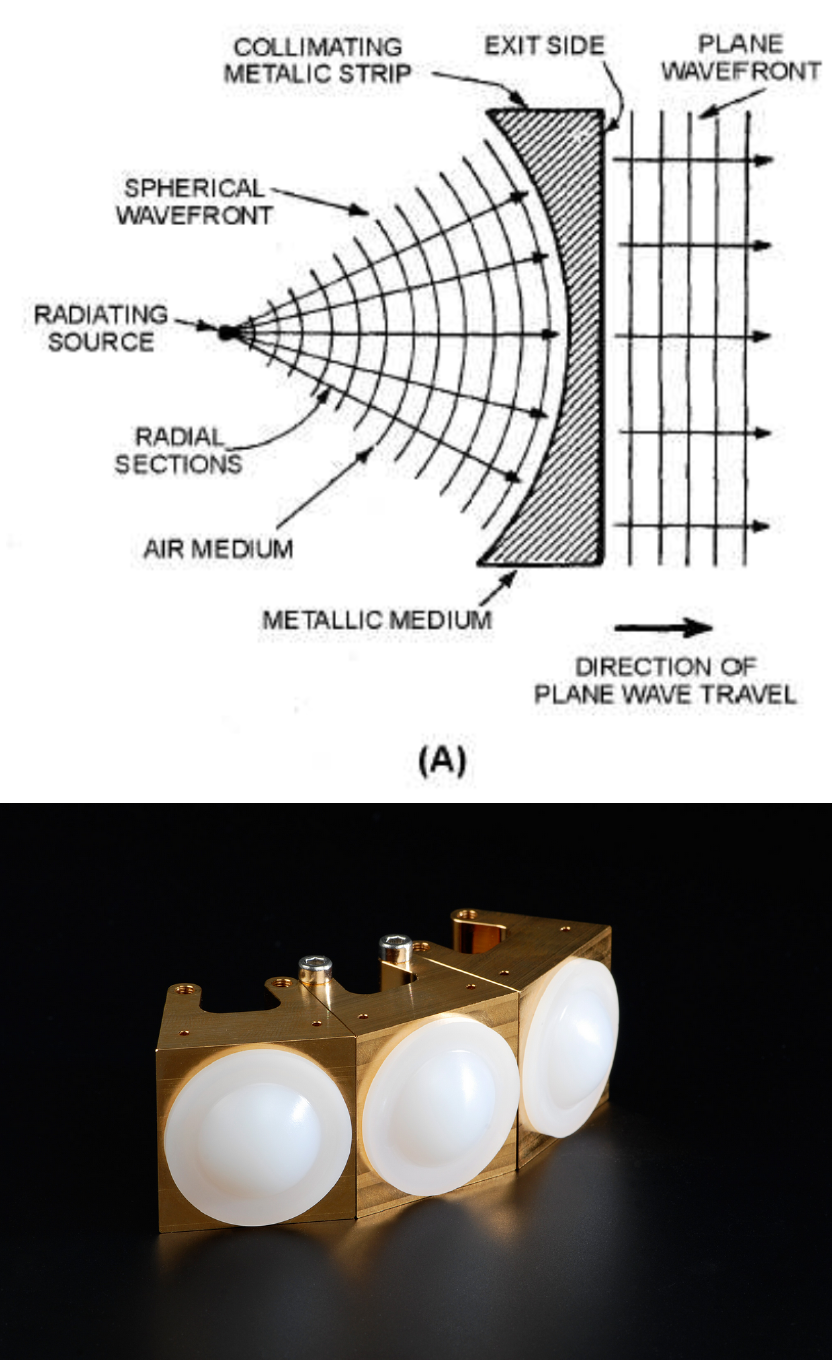 COLLIMATING
METALIC STRIP
EXIT SIDE
PLANE
WAVEFRONT
SPHERICAL
WAVEFRONT
RADIATING
SOURCE
RADIAL
SECTIONS
AIR MEDIUM
METALLIC MEDIUM
DIRECTION OF
PLANE WAVE TRAVEL
(A)